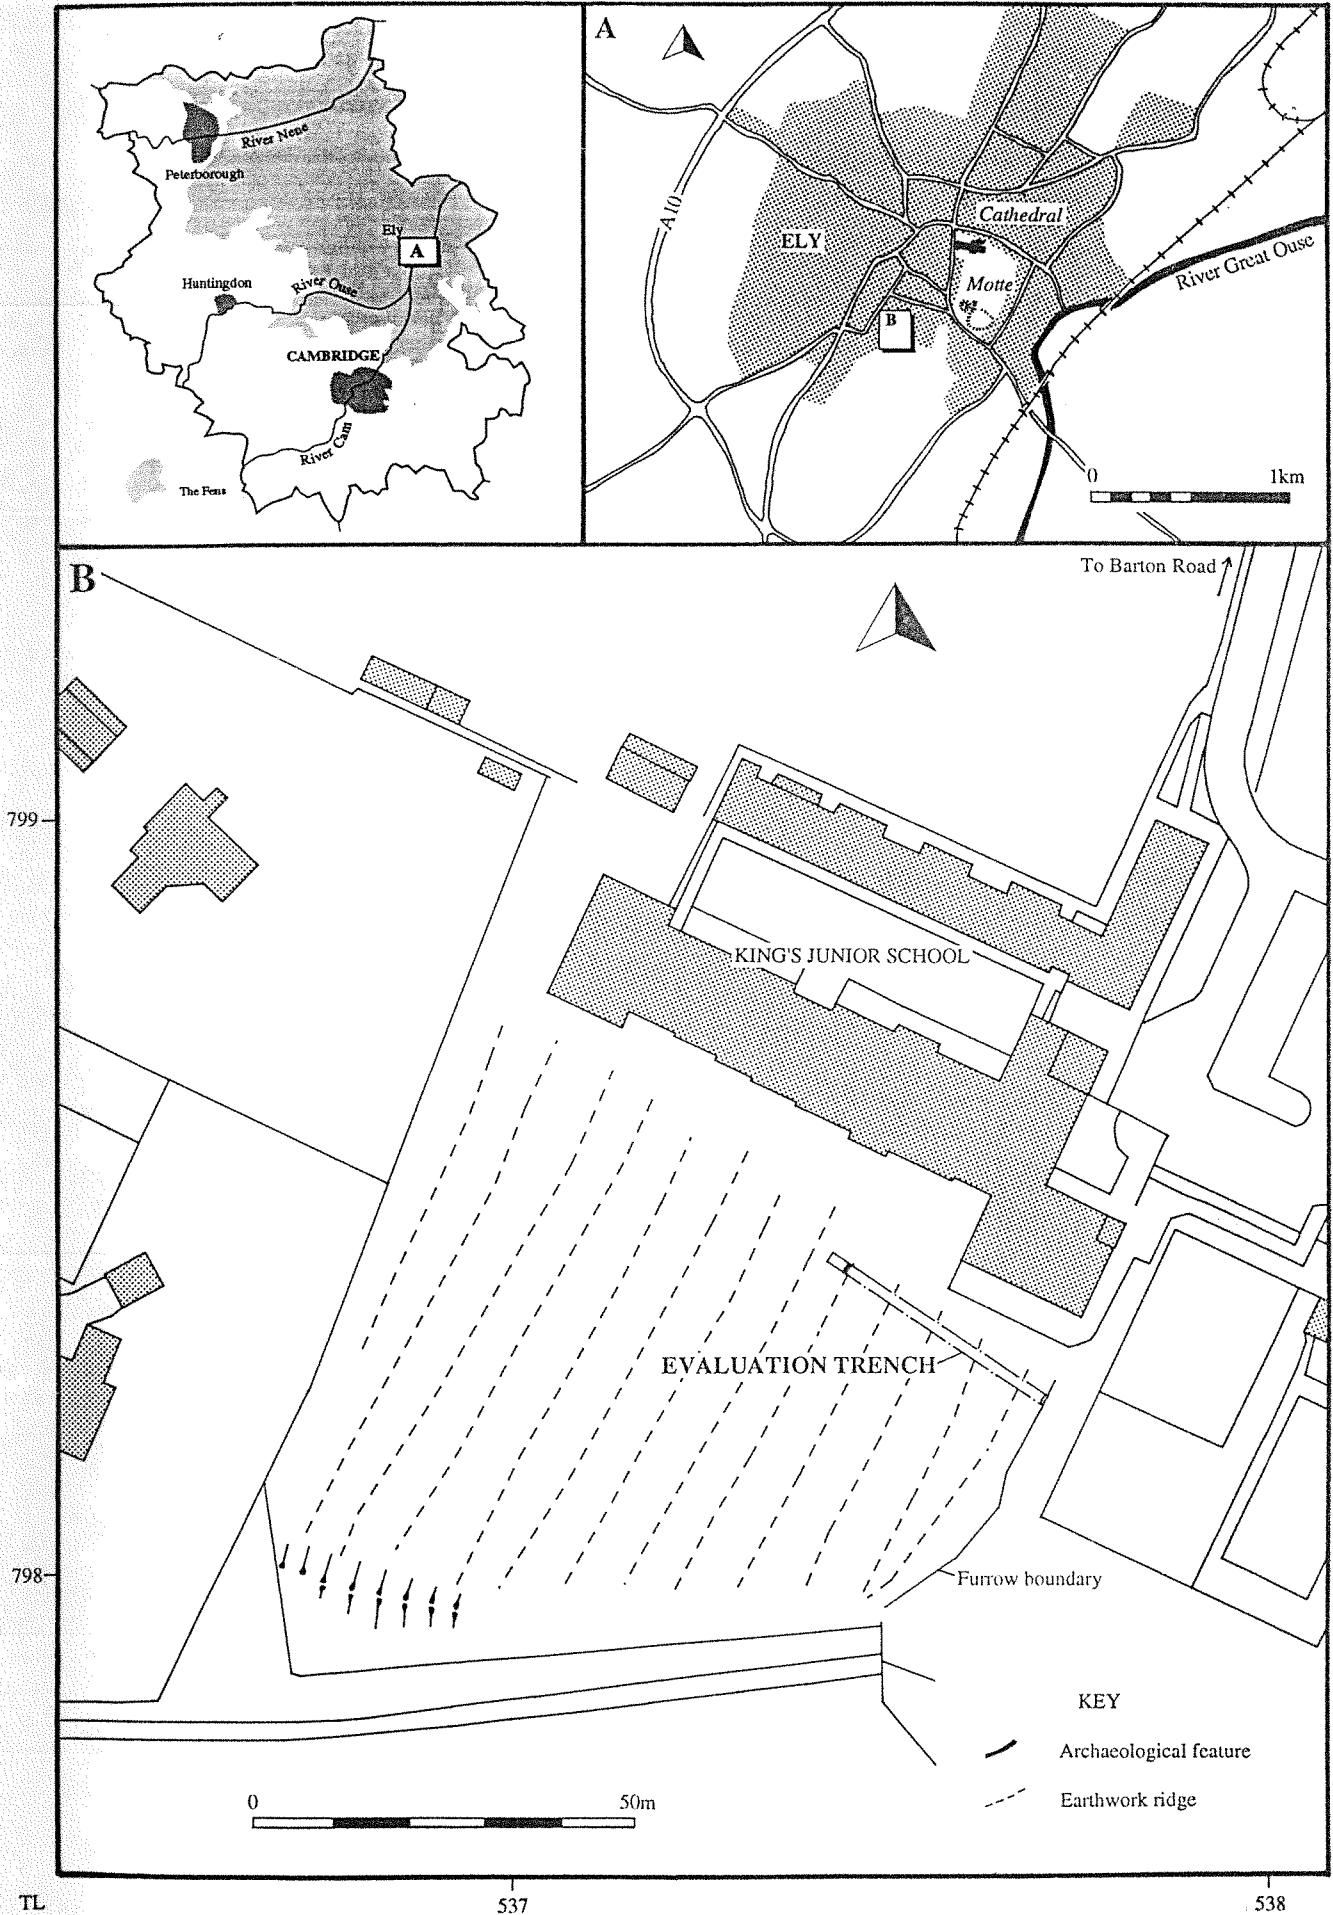 River Nene
Peterborough
Ely
A
Huntingdon
River Ouse
CAMBRIDGE
River Cam
The Fens
A
A10
ELY
Cathedral
Motte
B
River Great Ouse
0 1km
B
To Barton Road
799
KING'S JUNIOR SCHOOL
EVALUATION TRENCH
798
Furrow boundary
KEY
Archaeological feature
Earthwork ridge
0 50m
TL
537
538